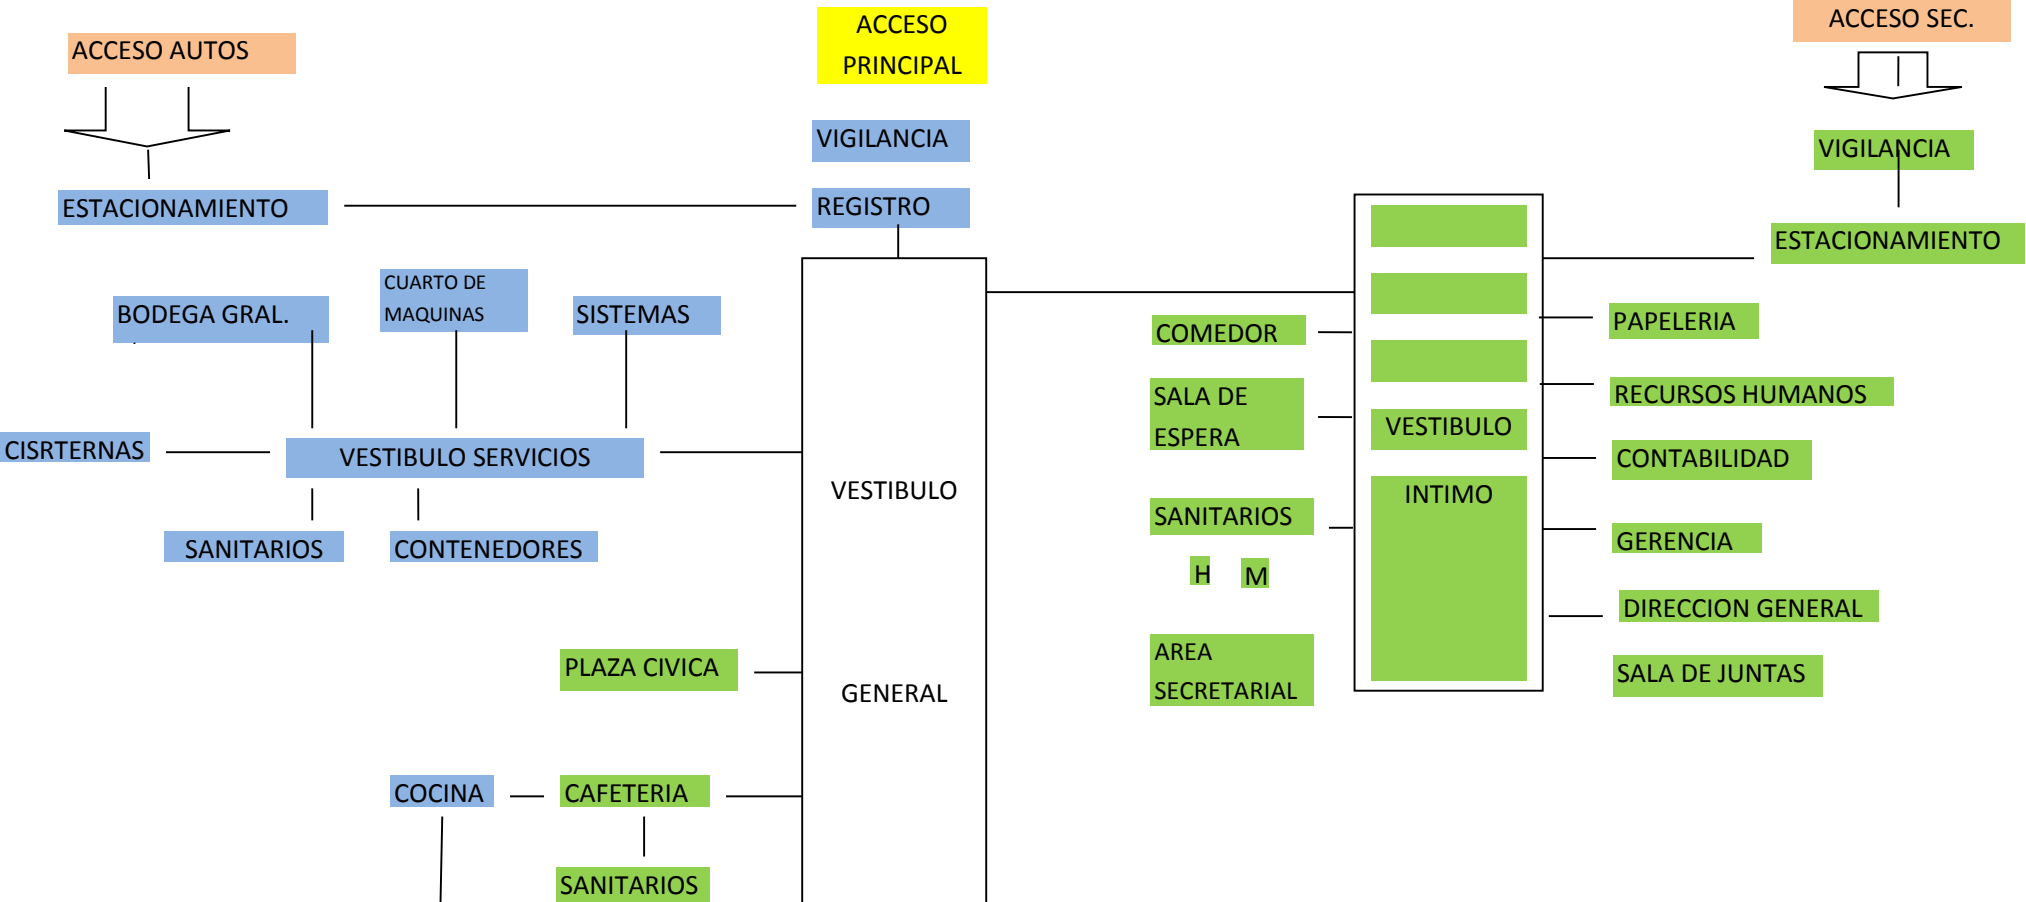 ACCESO AUTOS
ACCESO
PRINCIPAL
ACCESO SEC.
VIGILANCIA
VIGILANCIA
ESTACIONAMIENTO
REGISTRO
ESTACIONAMIENTO
BODEGA GRAL.
CUARTO DE
MAQUINAS
SISTEMAS
COMEDOR
PAPELERIA
SALA DE
ESPERA
RECURSOS HUMANOS
VESTIBULO
INTIMO
CISRTERNAS
VESTIBULO SERVICIOS
CONTABILIDAD
VESTIBULO
GENERAL
SANITARIOS
H M
GERENCIA
SANITARIOS
CONTENEDORES
DIRECCION GENERAL
PLAZA CIVICA
AREA
SECRETARIAL
SALA DE JUNTAS
COCINA
CAFETERIA
SANITARIOS